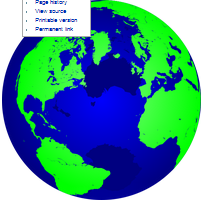 Page history
View source
Printable version
Permanent link